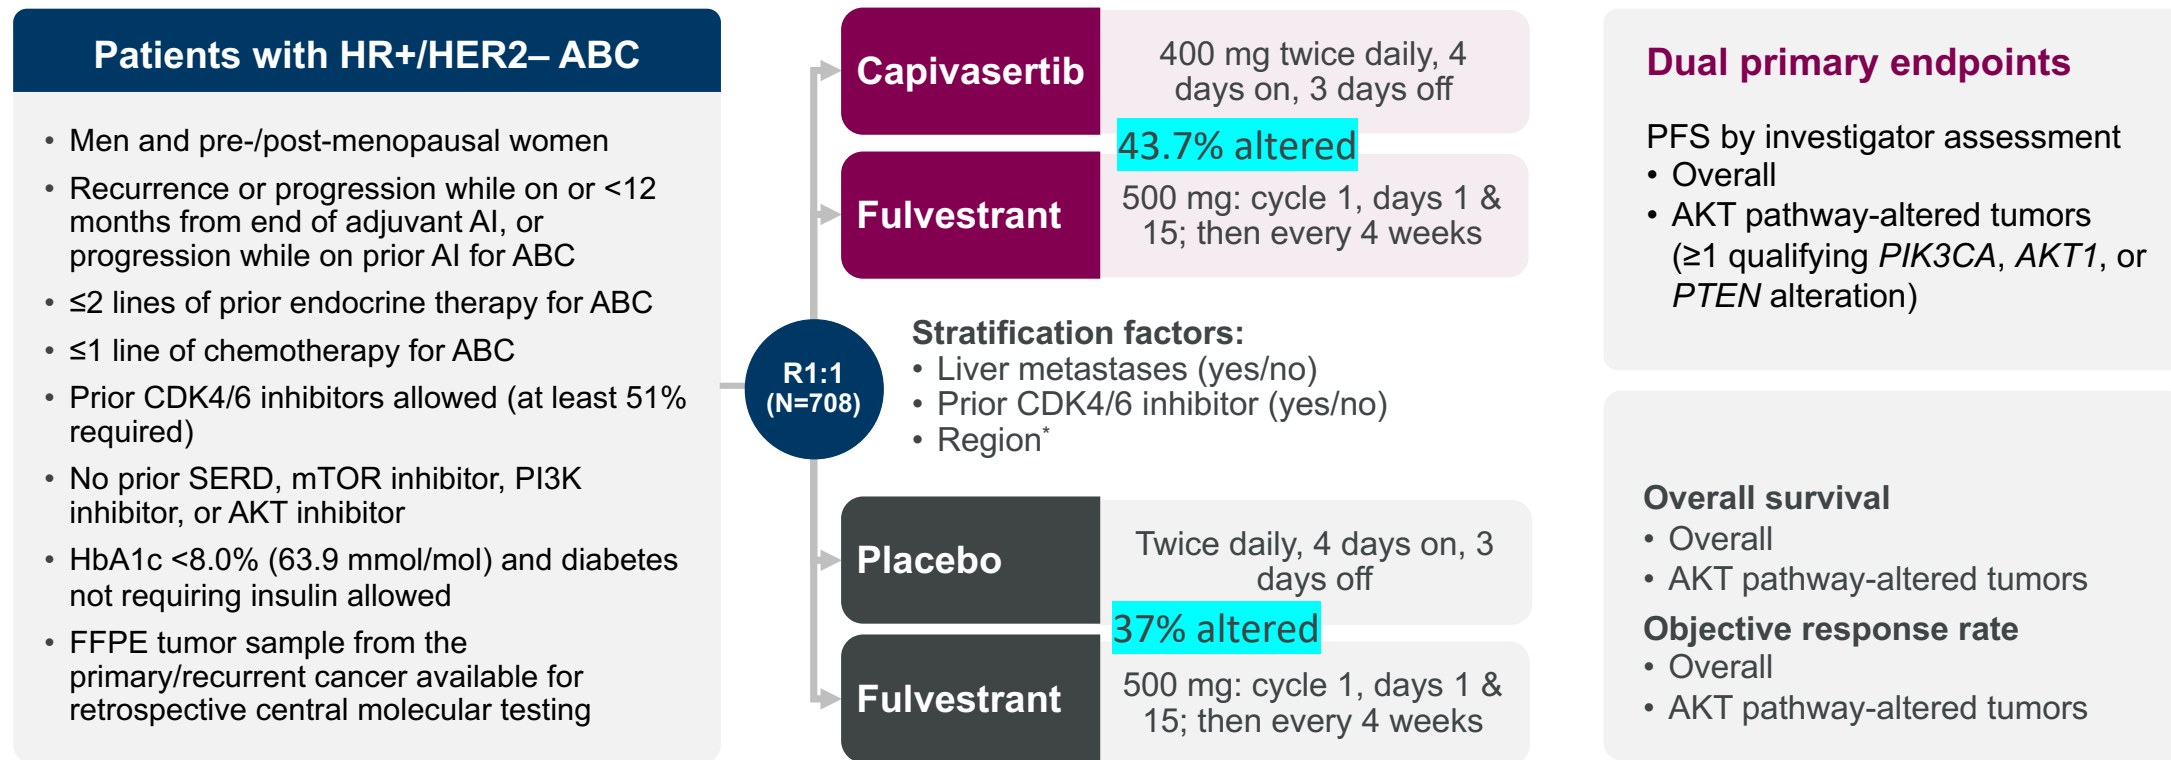 Patients with HR+/HER2– ABC
• Men and pre-/post-menopausal women
• Recurrence or progression while on or <12
months from end of adjuvant AI, or
progression while on prior AI for ABC
• ≤2 lines of prior endocrine therapy for ABC
• ≤1 line of chemotherapy for ABC
• Prior CDK4/6 inhibitors allowed (at least 51%
required)
• No prior SERD, mTOR inhibitor, PI3K
inhibitor, or AKT inhibitor
• HbA1c <8.0% (63.9 mmol/mol) and diabetes
not requiring insulin allowed
• FFPE tumor sample from the
primary/recurrent cancer available for
retrospective central molecular testing
R1:1
(N=708)
Capivasertib
400 mg twice daily, 4
days on, 3 days off
43.7% altered
Fulvestrant
500 mg: cycle 1, days 1 &
15; then every 4 weeks
Stratification factors:
• Liver metastases (yes/no)
• Prior CDK4/6 inhibitor (yes/no)
• Region*
Placebo
Twice daily, 4 days on, 3
days off
37% altered
Fulvestrant
500 mg: cycle 1, days 1 &
15; then every 4 weeks
Dual primary endpoints
PFS by investigator assessment
• Overall
• AKT pathway-altered tumors
(≥1 qualifying PIK3CA, AKT1, or
PTEN alteration)
Overall survival
• Overall
• AKT pathway-altered tumors
Objective response rate
• Overall
• AKT pathway-altered tumors